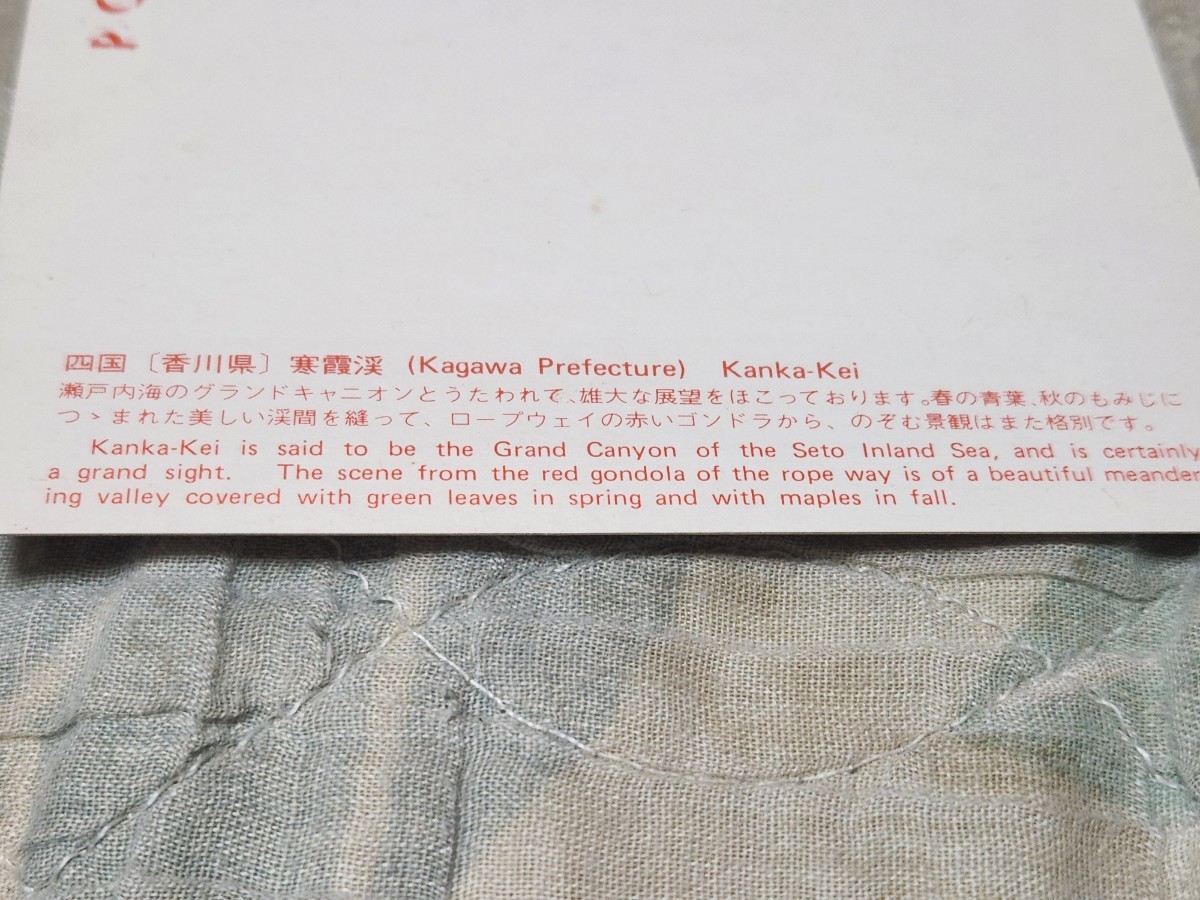 四国〔香川県〕寒霞渓 (Kagawa Prefecture) Kanka-Kei
瀬戸内海のグランドキャニオンとうたわれて、雄大な展望をほこっております。春の青葉、秋のもみじに
つゝまれた美しい渓間を縫って、ロープウェイの赤いゴンドラから、のぞむ景観はまた格別です。
Kanka-Kei is said to be the Grand Canyon of the Seto Inland Sea, and is certainly
a grand sight. The scene from the red gondola of the rope way is of a beautiful meander
ing valley covered with green leaves in spring and with maples in fall.